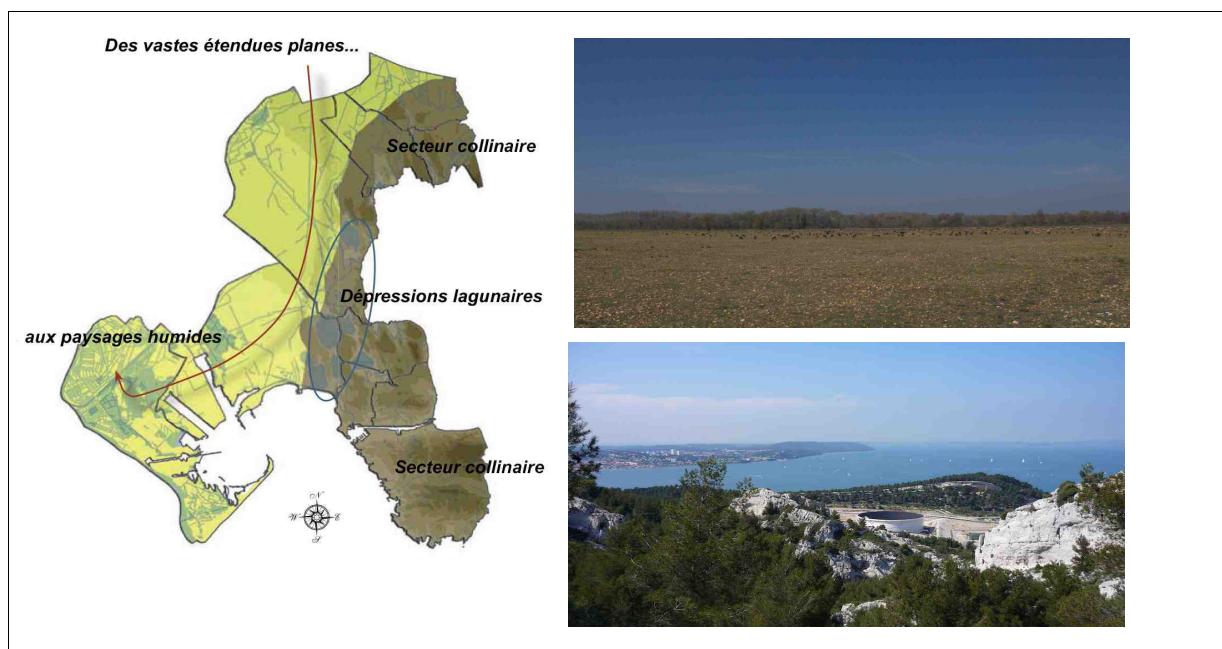 Des vastes étendues planes...
Secteur collinaire
Dépressions lagunaires
aux paysages humides
Secteur collinaire
N
W E
S